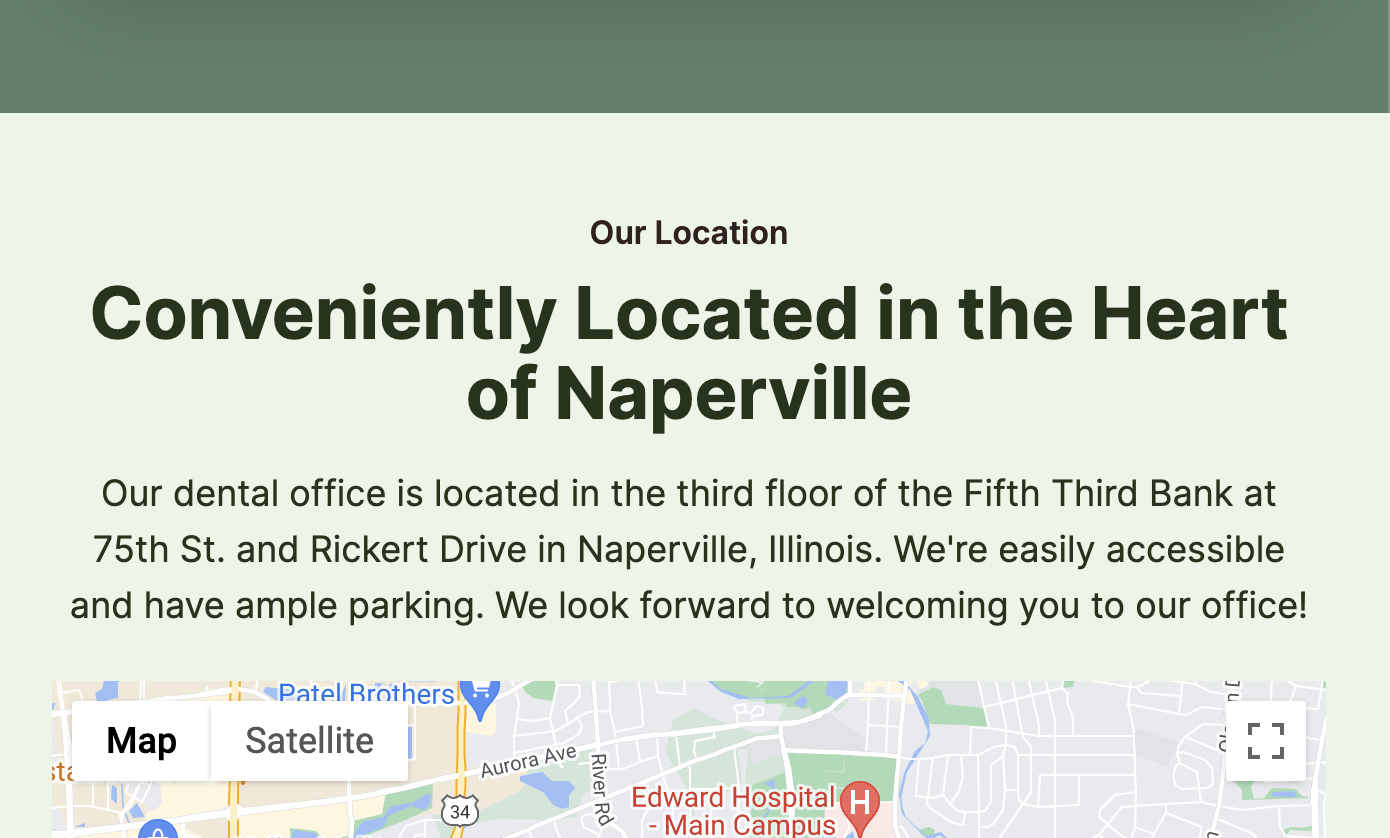 Our Location
Conveniently Located in the Heart
of Naperville
Our dental office is located in the third floor of the Fifth Third Bank at
75th St. and Rickert Drive in Naperville, Illinois. We're easily accessible
and have ample parking. We look forward to welcoming you to our office!
Patel Brothers
Map
Satellite
Aurora Ave
River Rd
34
Edward Hospital
- Main Campus
H